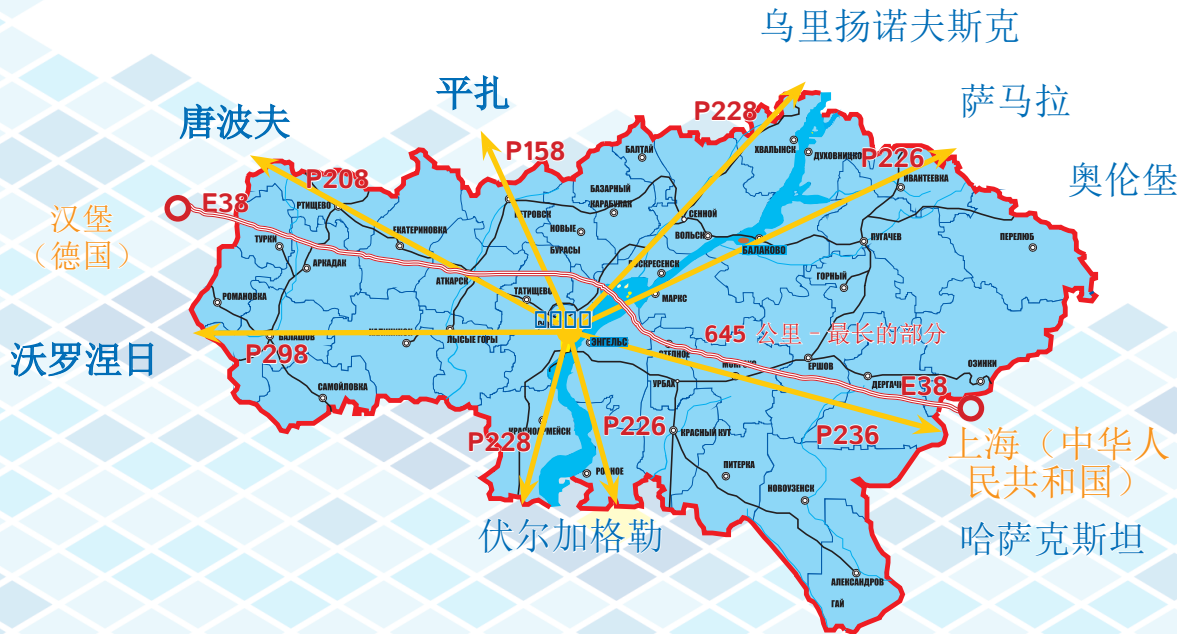 乌里扬诺夫斯克
平扎
萨马拉
唐波夫
P228
P158
P226
奥伦堡
P208
E38
汉堡
（德国）
БАЛТАЙ
ХВАЛЫНСК
ДУХОВНИЦКО
ИВАНТЕЕВКА
РТИЩЕВО
БАЗАРНЫЙ
КАРАБУЛАК
ПЕТРОВСК
СЕННОЙ
ЕКАТЕРИНОВКА
НОВЫЕ
БУРАСЫ
ВОЛЬСК
ТУРКИ
БАЛАКОВО
ПУГАЧЕВ
ПЕРЕЛЮБ
АРКАДАК
АТКАРСК
ВОСКРЕСЕНСК
ГОРНЫЙ
РОМАНОВКА
ТАТИЩЕВО
МАРКС
沃罗涅日
P298
БАЛАШОВ
ЛЫСЫЕ ГОРЫ
ЭНГЕЛЬС
645 公里 - 最长的部分
СТЕПНОЕ
ЕРШОВ
ОЗИНКИ
САМОЙЛОВКА
УРБАХ
ДЕРГАЧИ
E38
P228
КРАСНОАРМЕЙСК
P226
КРАСНЫЙ КУТ
P236
上海（中华人
民共和国）
РОВНОЕ
ПИТЕРКА
НОВОУЗЕНСК
伏尔加格勒
哈萨克斯坦
АЛЕКСАНДРОВ
ГАЙ